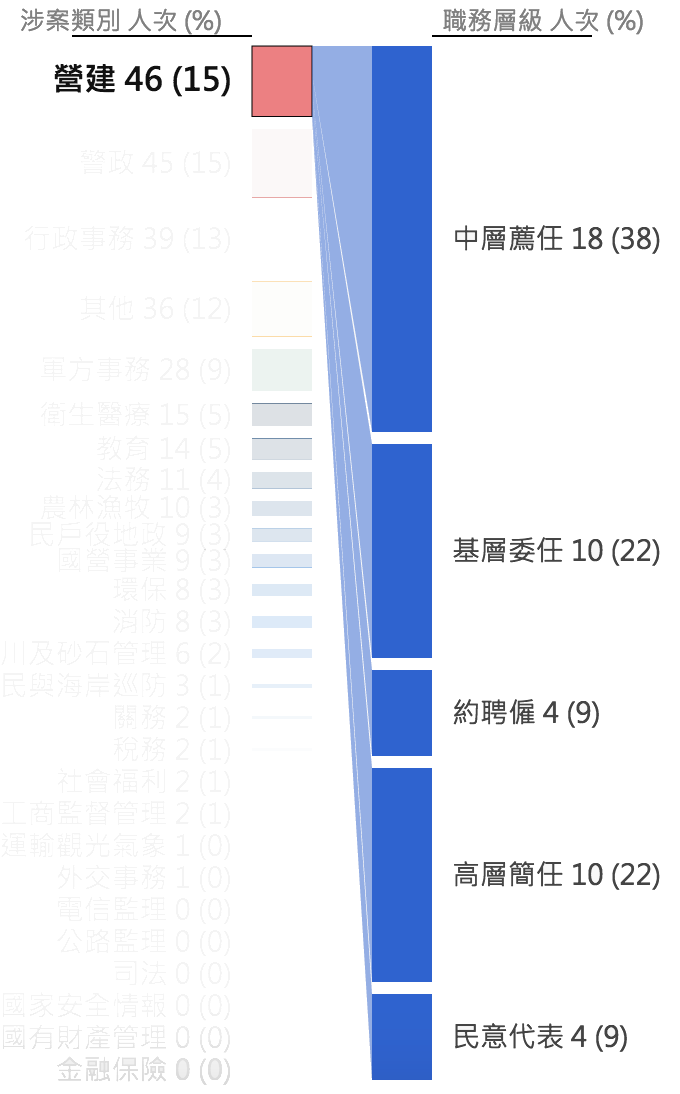 涉案類別 人次 (%)
職務層級 人次 (%)
營建 46 (15)
警政 45 (15)
行政事務 39 (13)
其他 36 (12)
軍方事務 28 (9)
衛生醫療 15 (5)
教育 14 (5)
法務 11 (4)
農林漁牧 10 (3)
民戶役地政 9 (3)
國營事業
環保 8 (3)
消防 8 (3)
川及砂石管理 6 (2)
民與海岸巡防 3 (1)
關務 2 (1)
稅務 2 (1)
社會福利 2 (1)
工商監督管理 2 (1)
運輸觀光氣象 1 (0)
外交事務 1 (0)
電信監理 0 (0)
公路監理 0 (0)
司法 0 (0)
國家安全情報 0 (0)
國有財產管理 0 (0)
金融保險 0 (0)
中層薦任 18 (38)
基層委任 10 (22)
約聘僱 4 (9)
高層簡任 10 (22)
民意代表 4 (9)